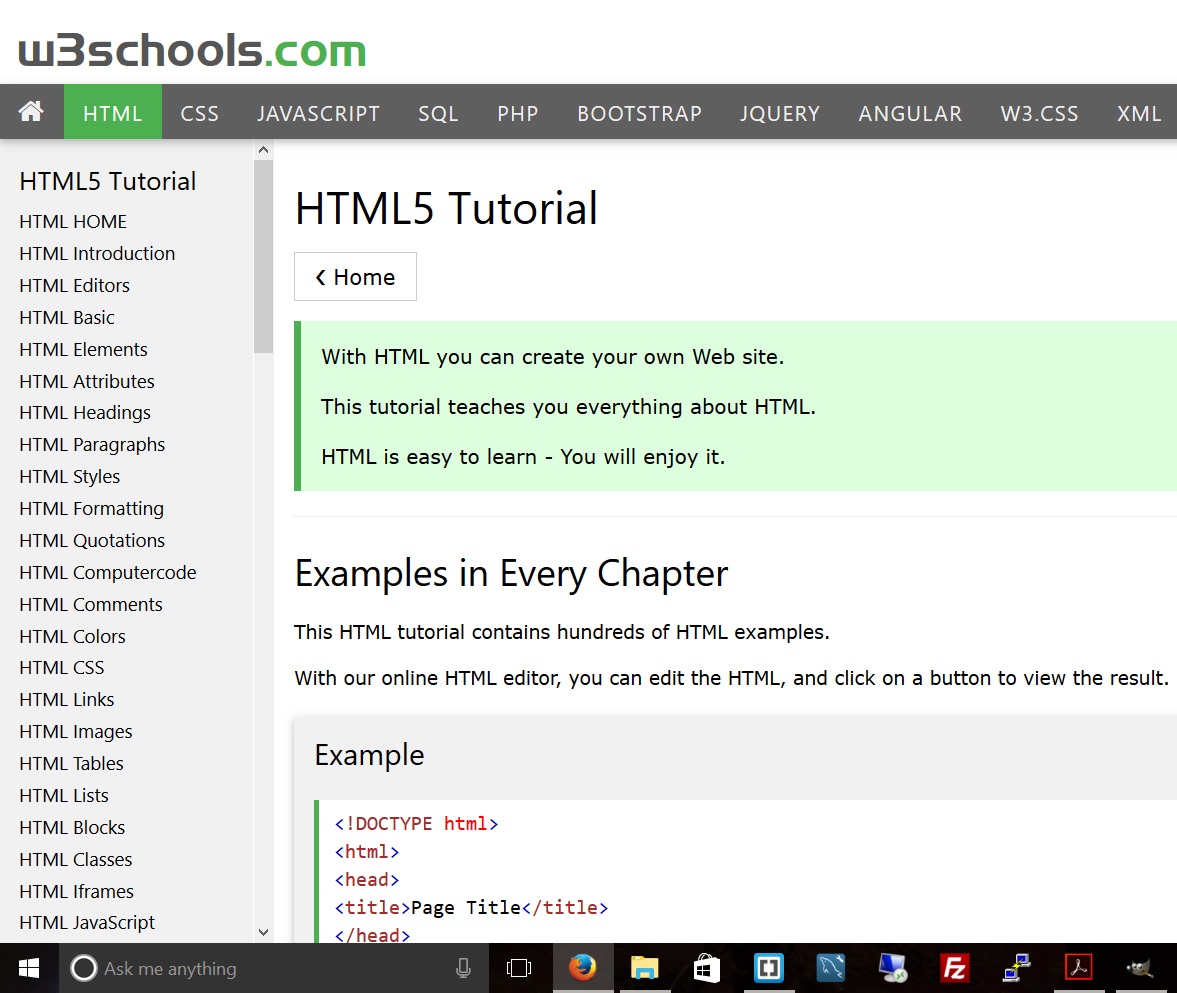 w3schools.com
HTML CSS JAVASCRIPT SQL PHP BOOTSTRAP JQUERY ANGULAR W3.CSS XML
HTML5 Tutorial
HTML HOME
HTML Introduction
HTML Editors
HTML Basic
HTML Elements
HTML Attributes
HTML Headings
HTML Paragraphs
HTML Styles
HTML Formatting
HTML Quotations
HTML Computercode
HTML Comments
HTML Colors
HTML CSS
HTML Links
HTML Images
HTML Tables
HTML Lists
HTML Blocks
HTML Classes
HTML Iframes
HTML JavaScript
HTML5 Tutorial
❮ Home
With HTML you can create your own Web site.
This tutorial teaches you everything about HTML.
HTML is easy to learn - You will enjoy it.
Examples in Every Chapter
This HTML tutorial contains hundreds of HTML examples.
With our online HTML editor, you can edit the HTML, and click on a button to view the result.
Example
<!DOCTYPE html>
<html>
<head>
<title>Page Title</title>
</head>
Ask me anything
Fz